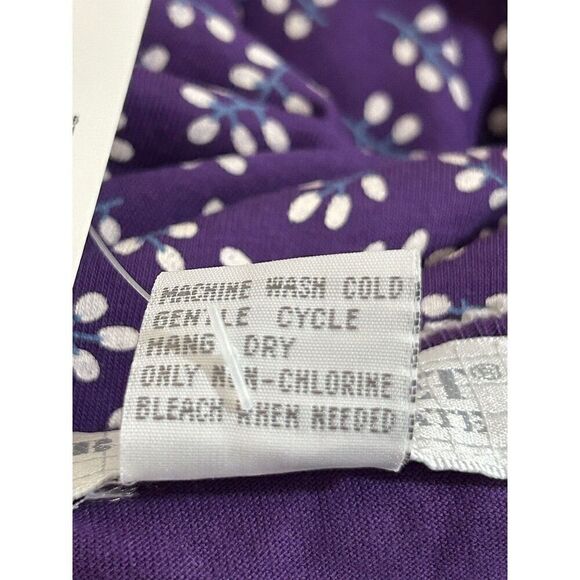 MACHINE WASH COLD
GENTLE CYCLE
HANG DRY
ONLY NON-CHLORINE
BLEACH WHEN NEEDED